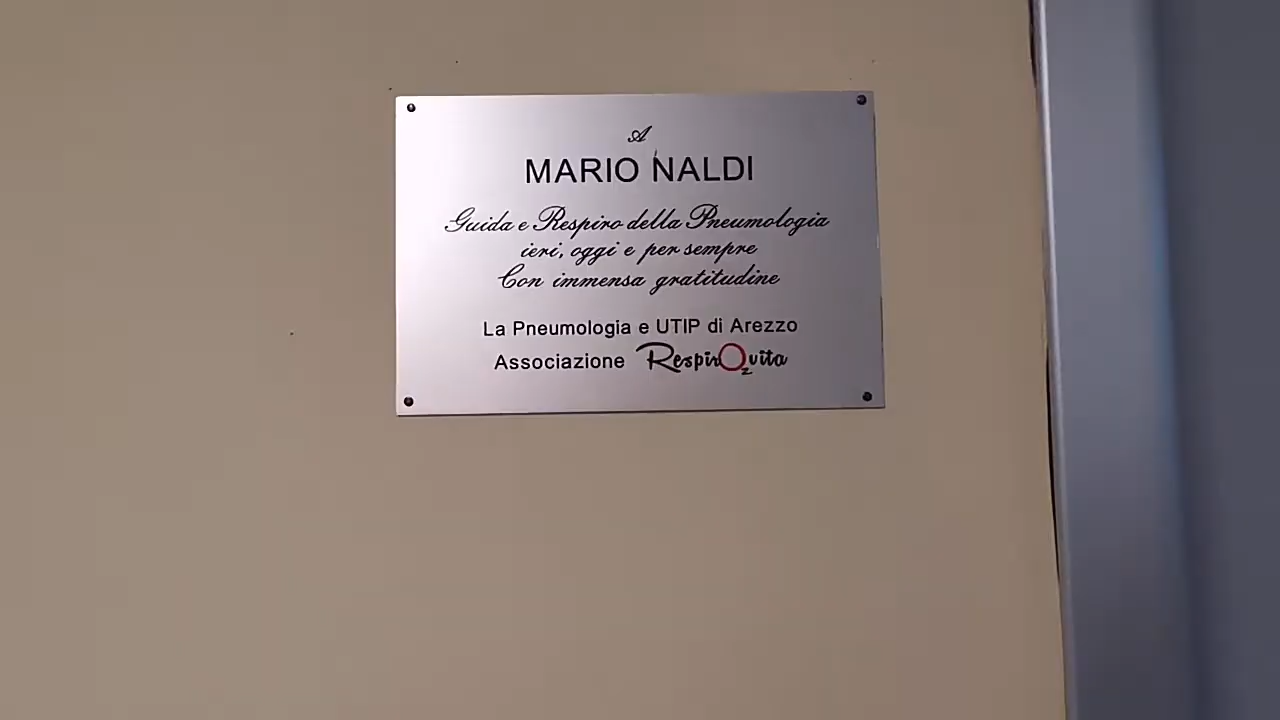 A
MARIO NALDI
Guida e Respiro della Pneumologia
ieri, oggi e per sempre
Con immensa gratitudine
La Pneumologia e UTIP di Arezzo
Associazione RespirO2vita